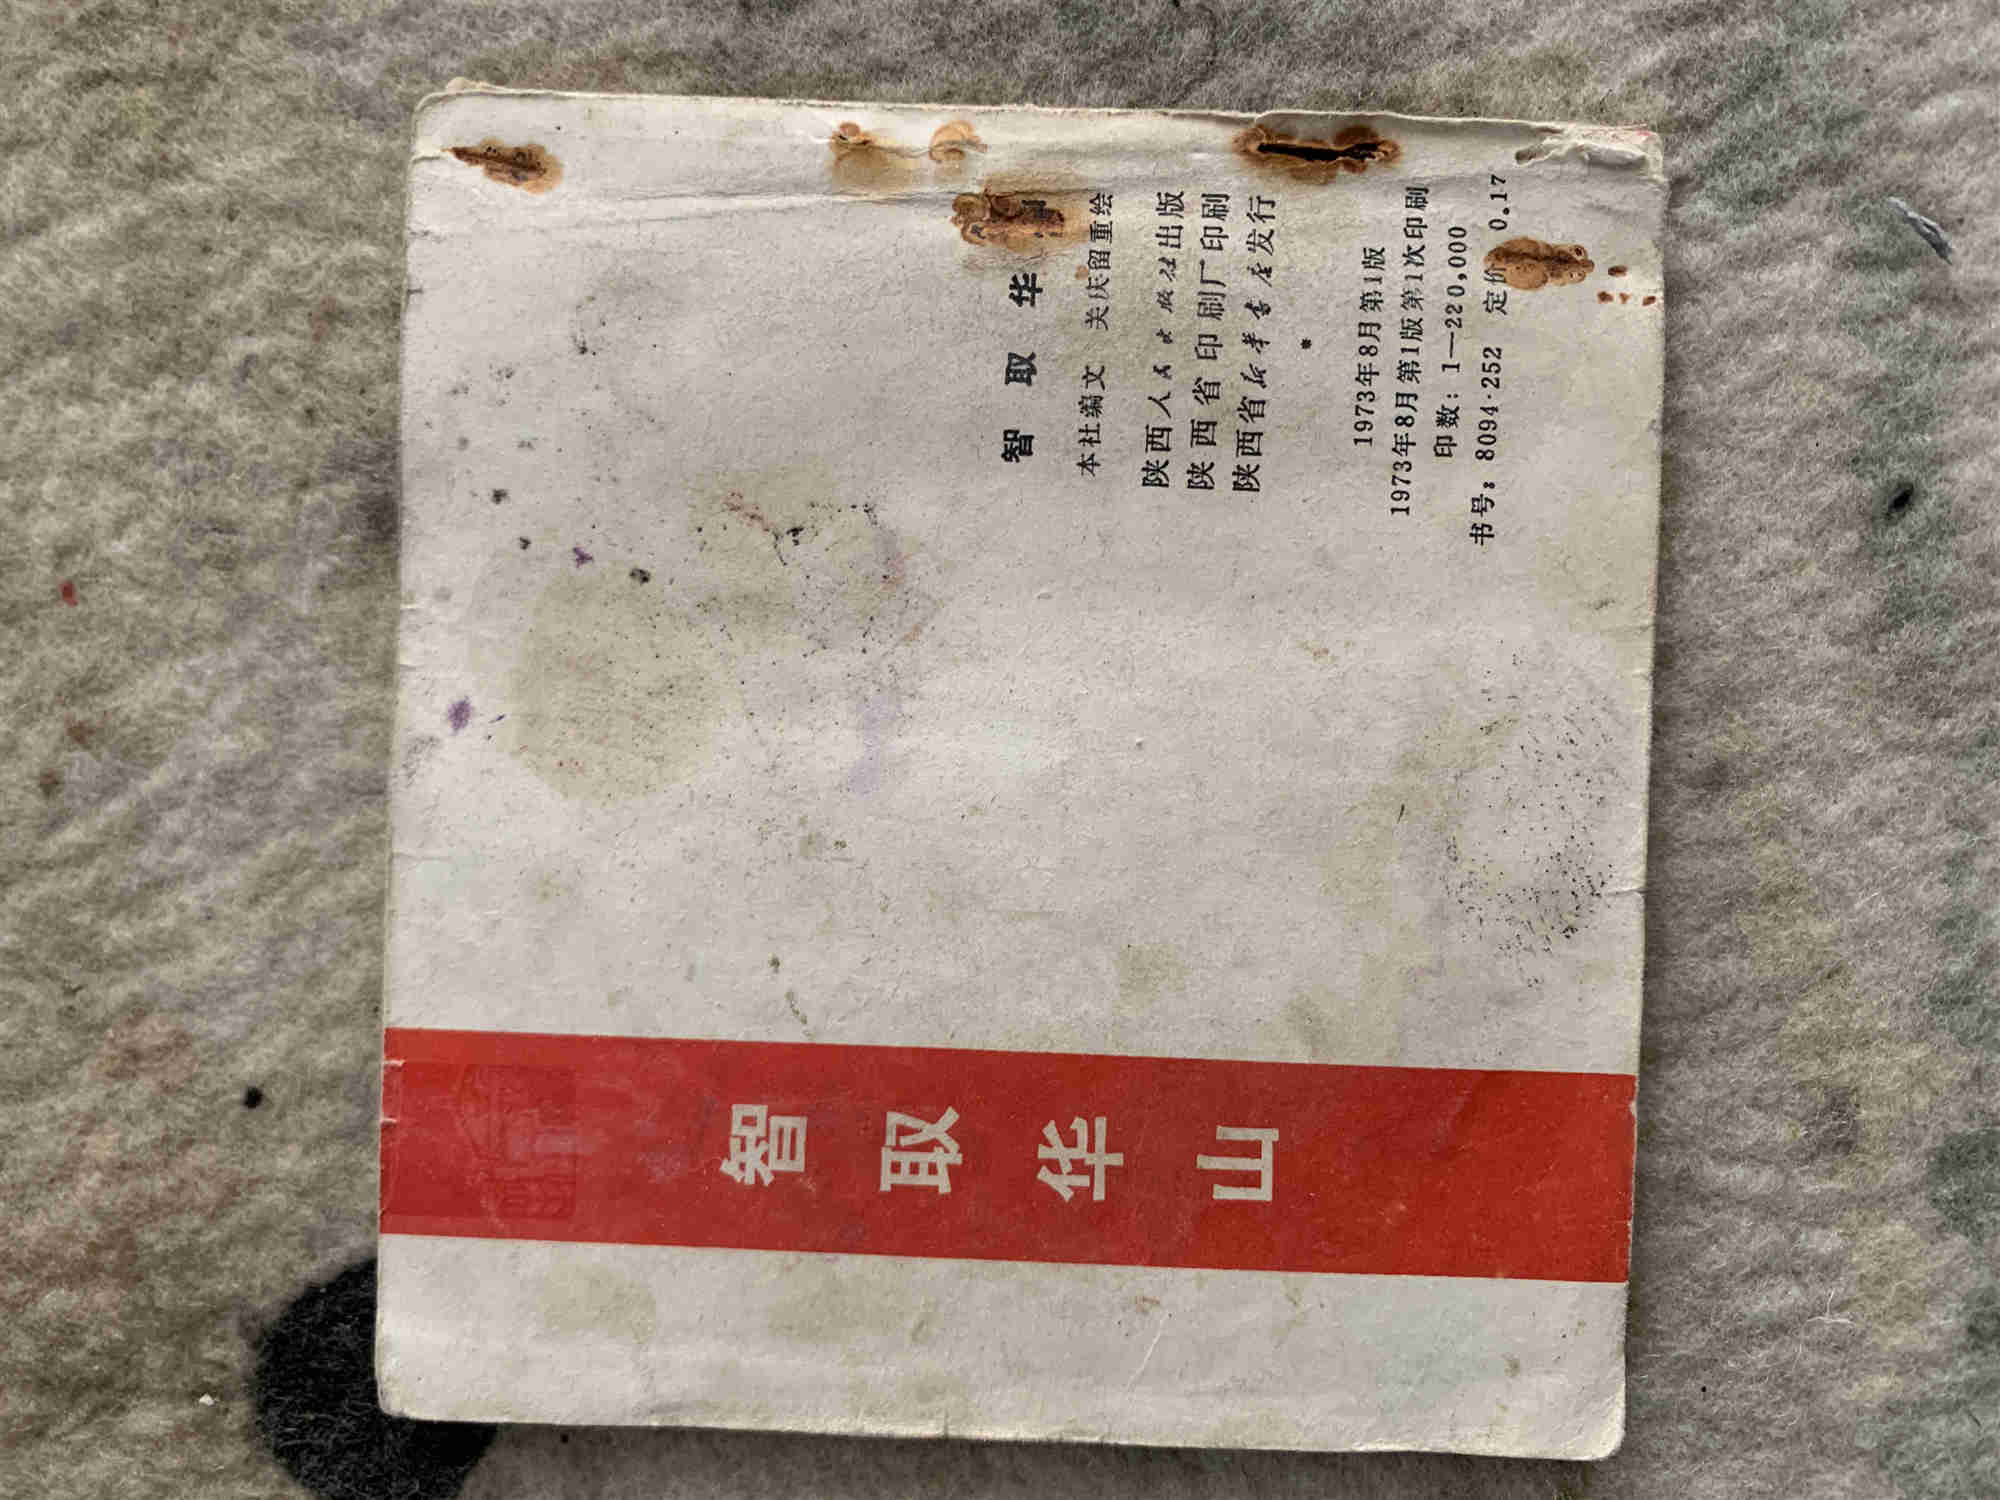 智取华山
智取华
本社编文 关庆留重绘
陕西人民出版社出版
陕西省印刷厂印刷
陕西省新华书店发行
*
1973年8月第1版
1973年8月第1版第1次印刷
印数：1—220,000
书号：8094·252 定价 0.17